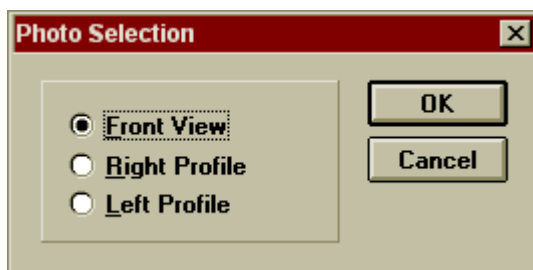 Photo Selection
Front View
Right Profile
Left Profile
OK
Cancel